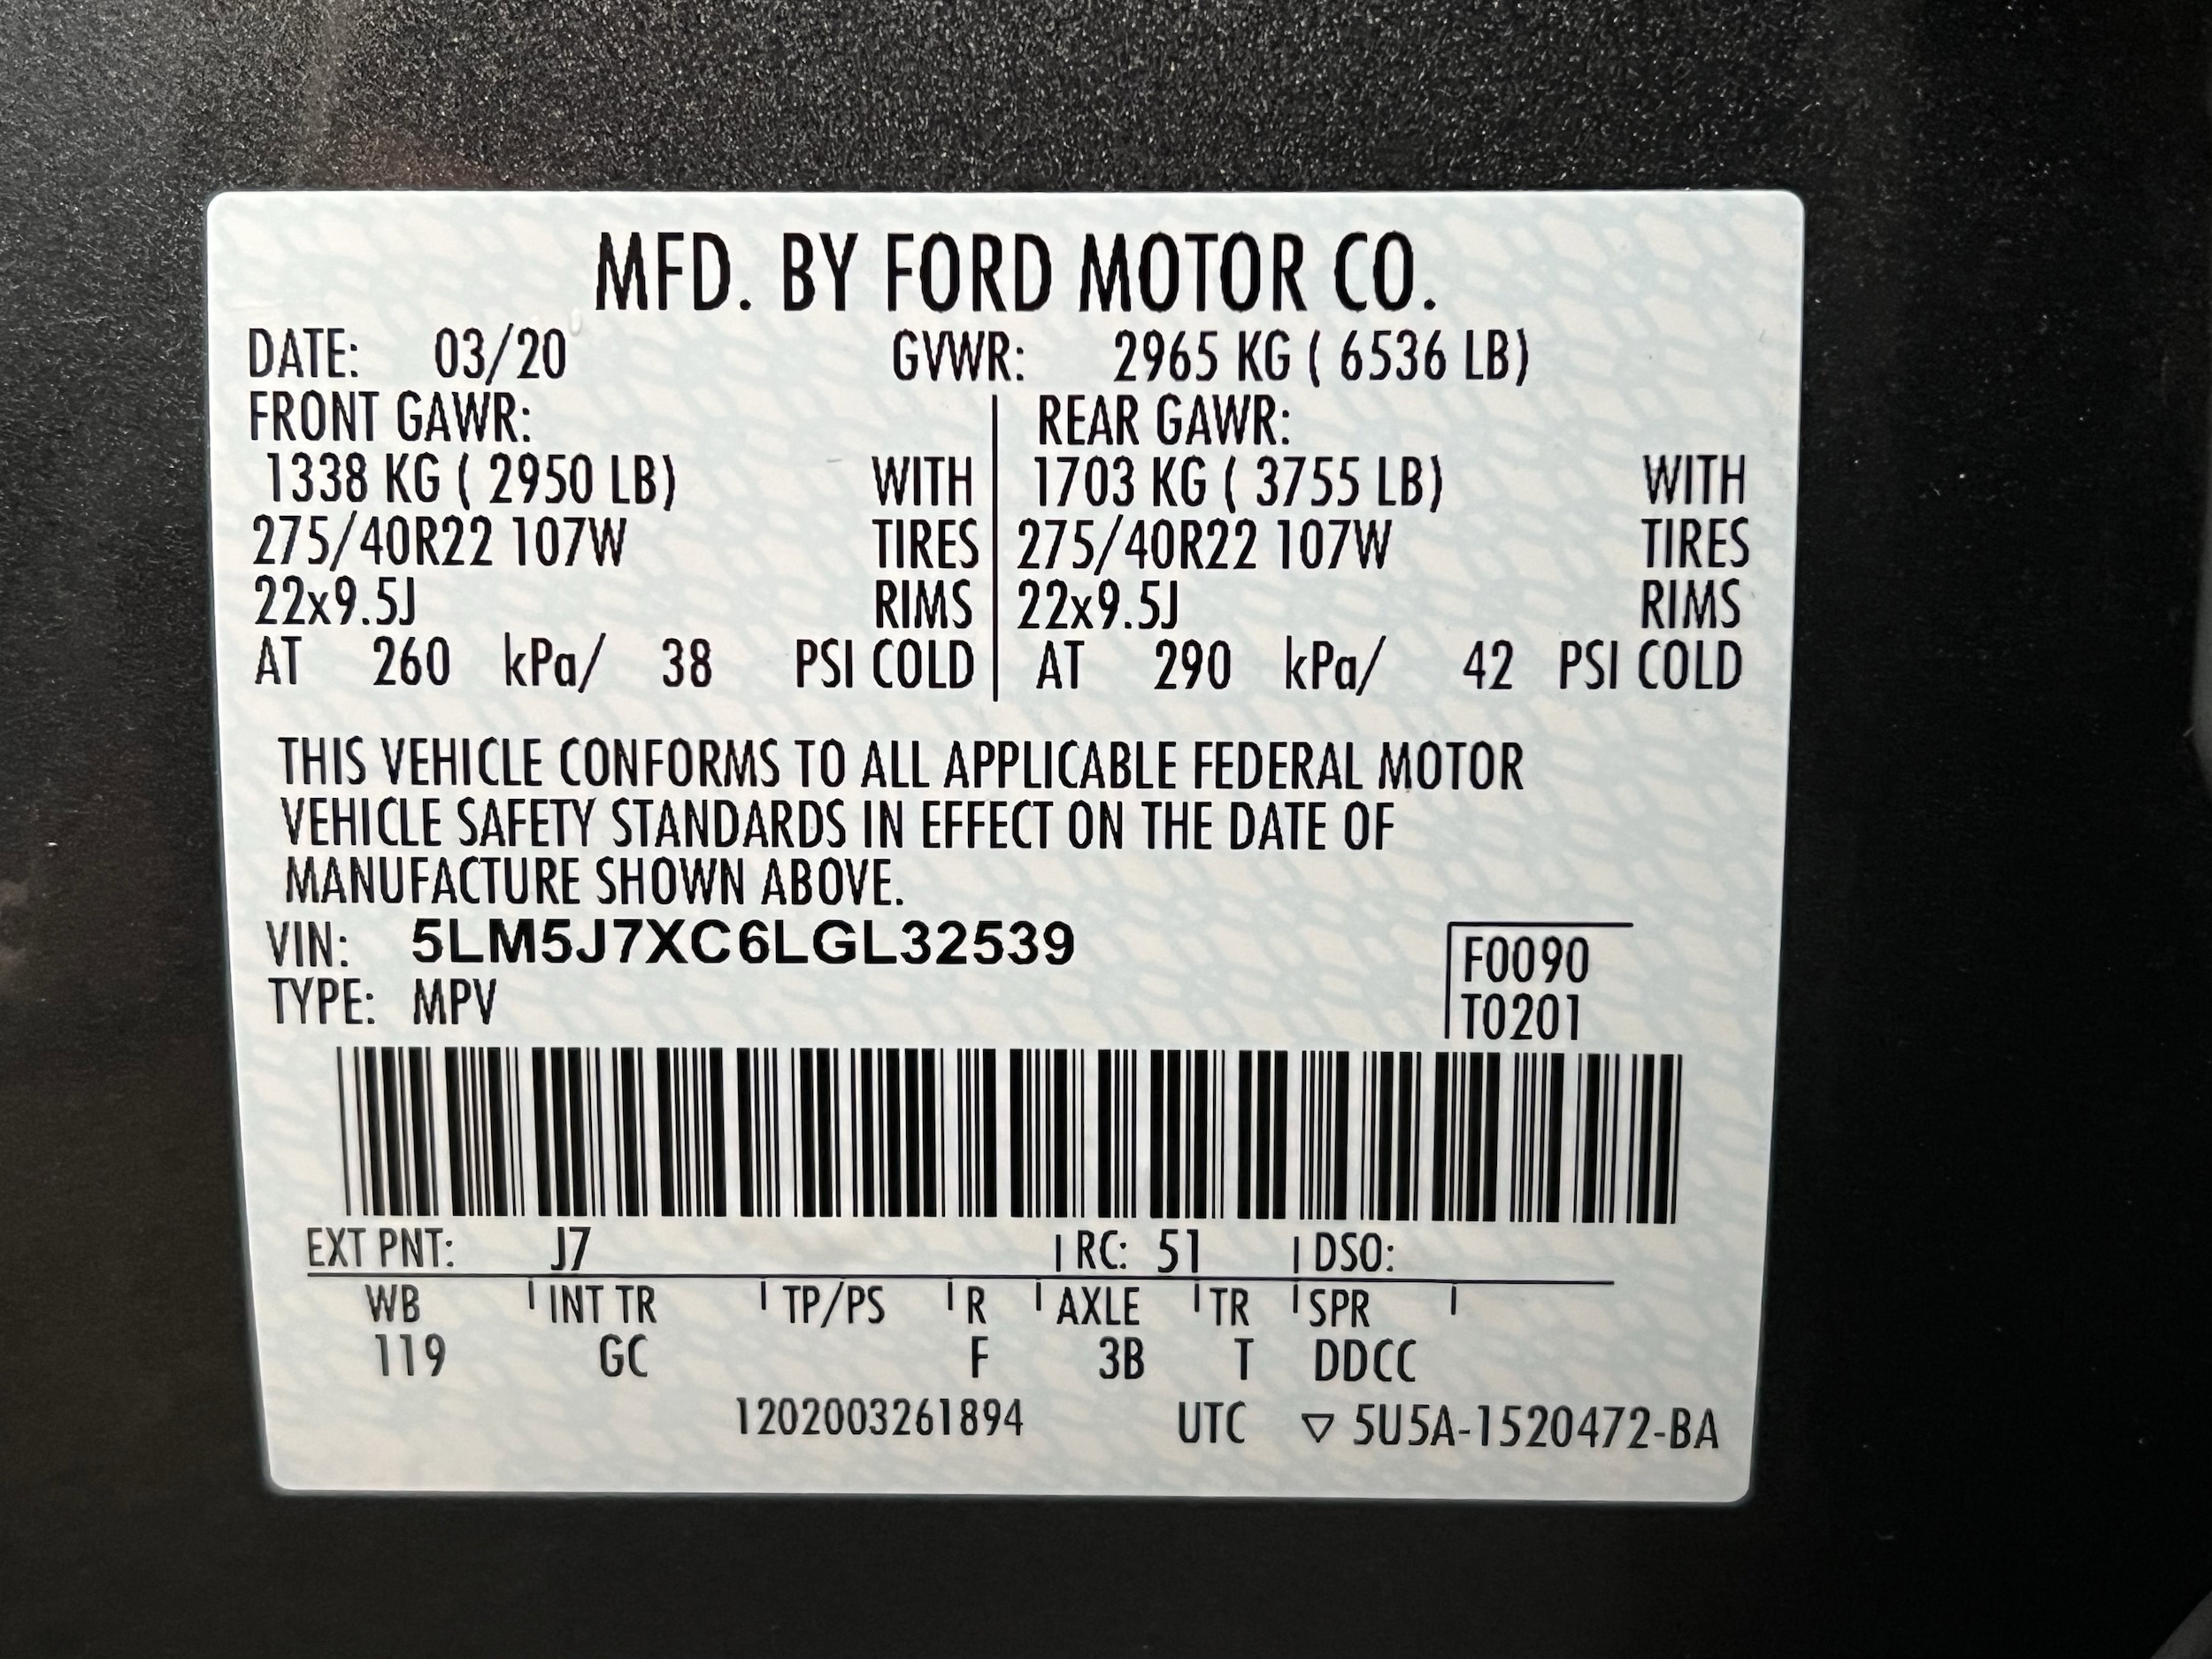 MFD. BY FORD MOTOR CO.
DATE: 03/20 GVWR: 2965 KG ( 6536 LB)
FRONT GAWR: REAR GAWR:
1338 KG ( 2950 LB) WITH 1703 KG ( 3755 LB) WITH
275/40R22 107W TIRES 275/40R22 107W TIRES
22x9.5J RIMS 22x9.5J RIMS
AT 260 kPa/ 38 PSI COLD AT 290 kPa/ 42 PSI COLD
THIS VEHICLE CONFORMS TO ALL APPLICABLE FEDERAL MOTOR
VEHICLE SAFETY STANDARDS IN EFFECT ON THE DATE OF
MANUFACTURE SHOWN ABOVE.
VIN: 5LM5J7XC6LGL32539 F0090
TYPE: MPV T0201
EXT PNT: J7 RC: 51 DSO:
WB INT TR TP/PS R AXLE TR SPR
119 GC F 3B T DDCC
1202003261894 UTC ▽ 5U5A-1520472-BA